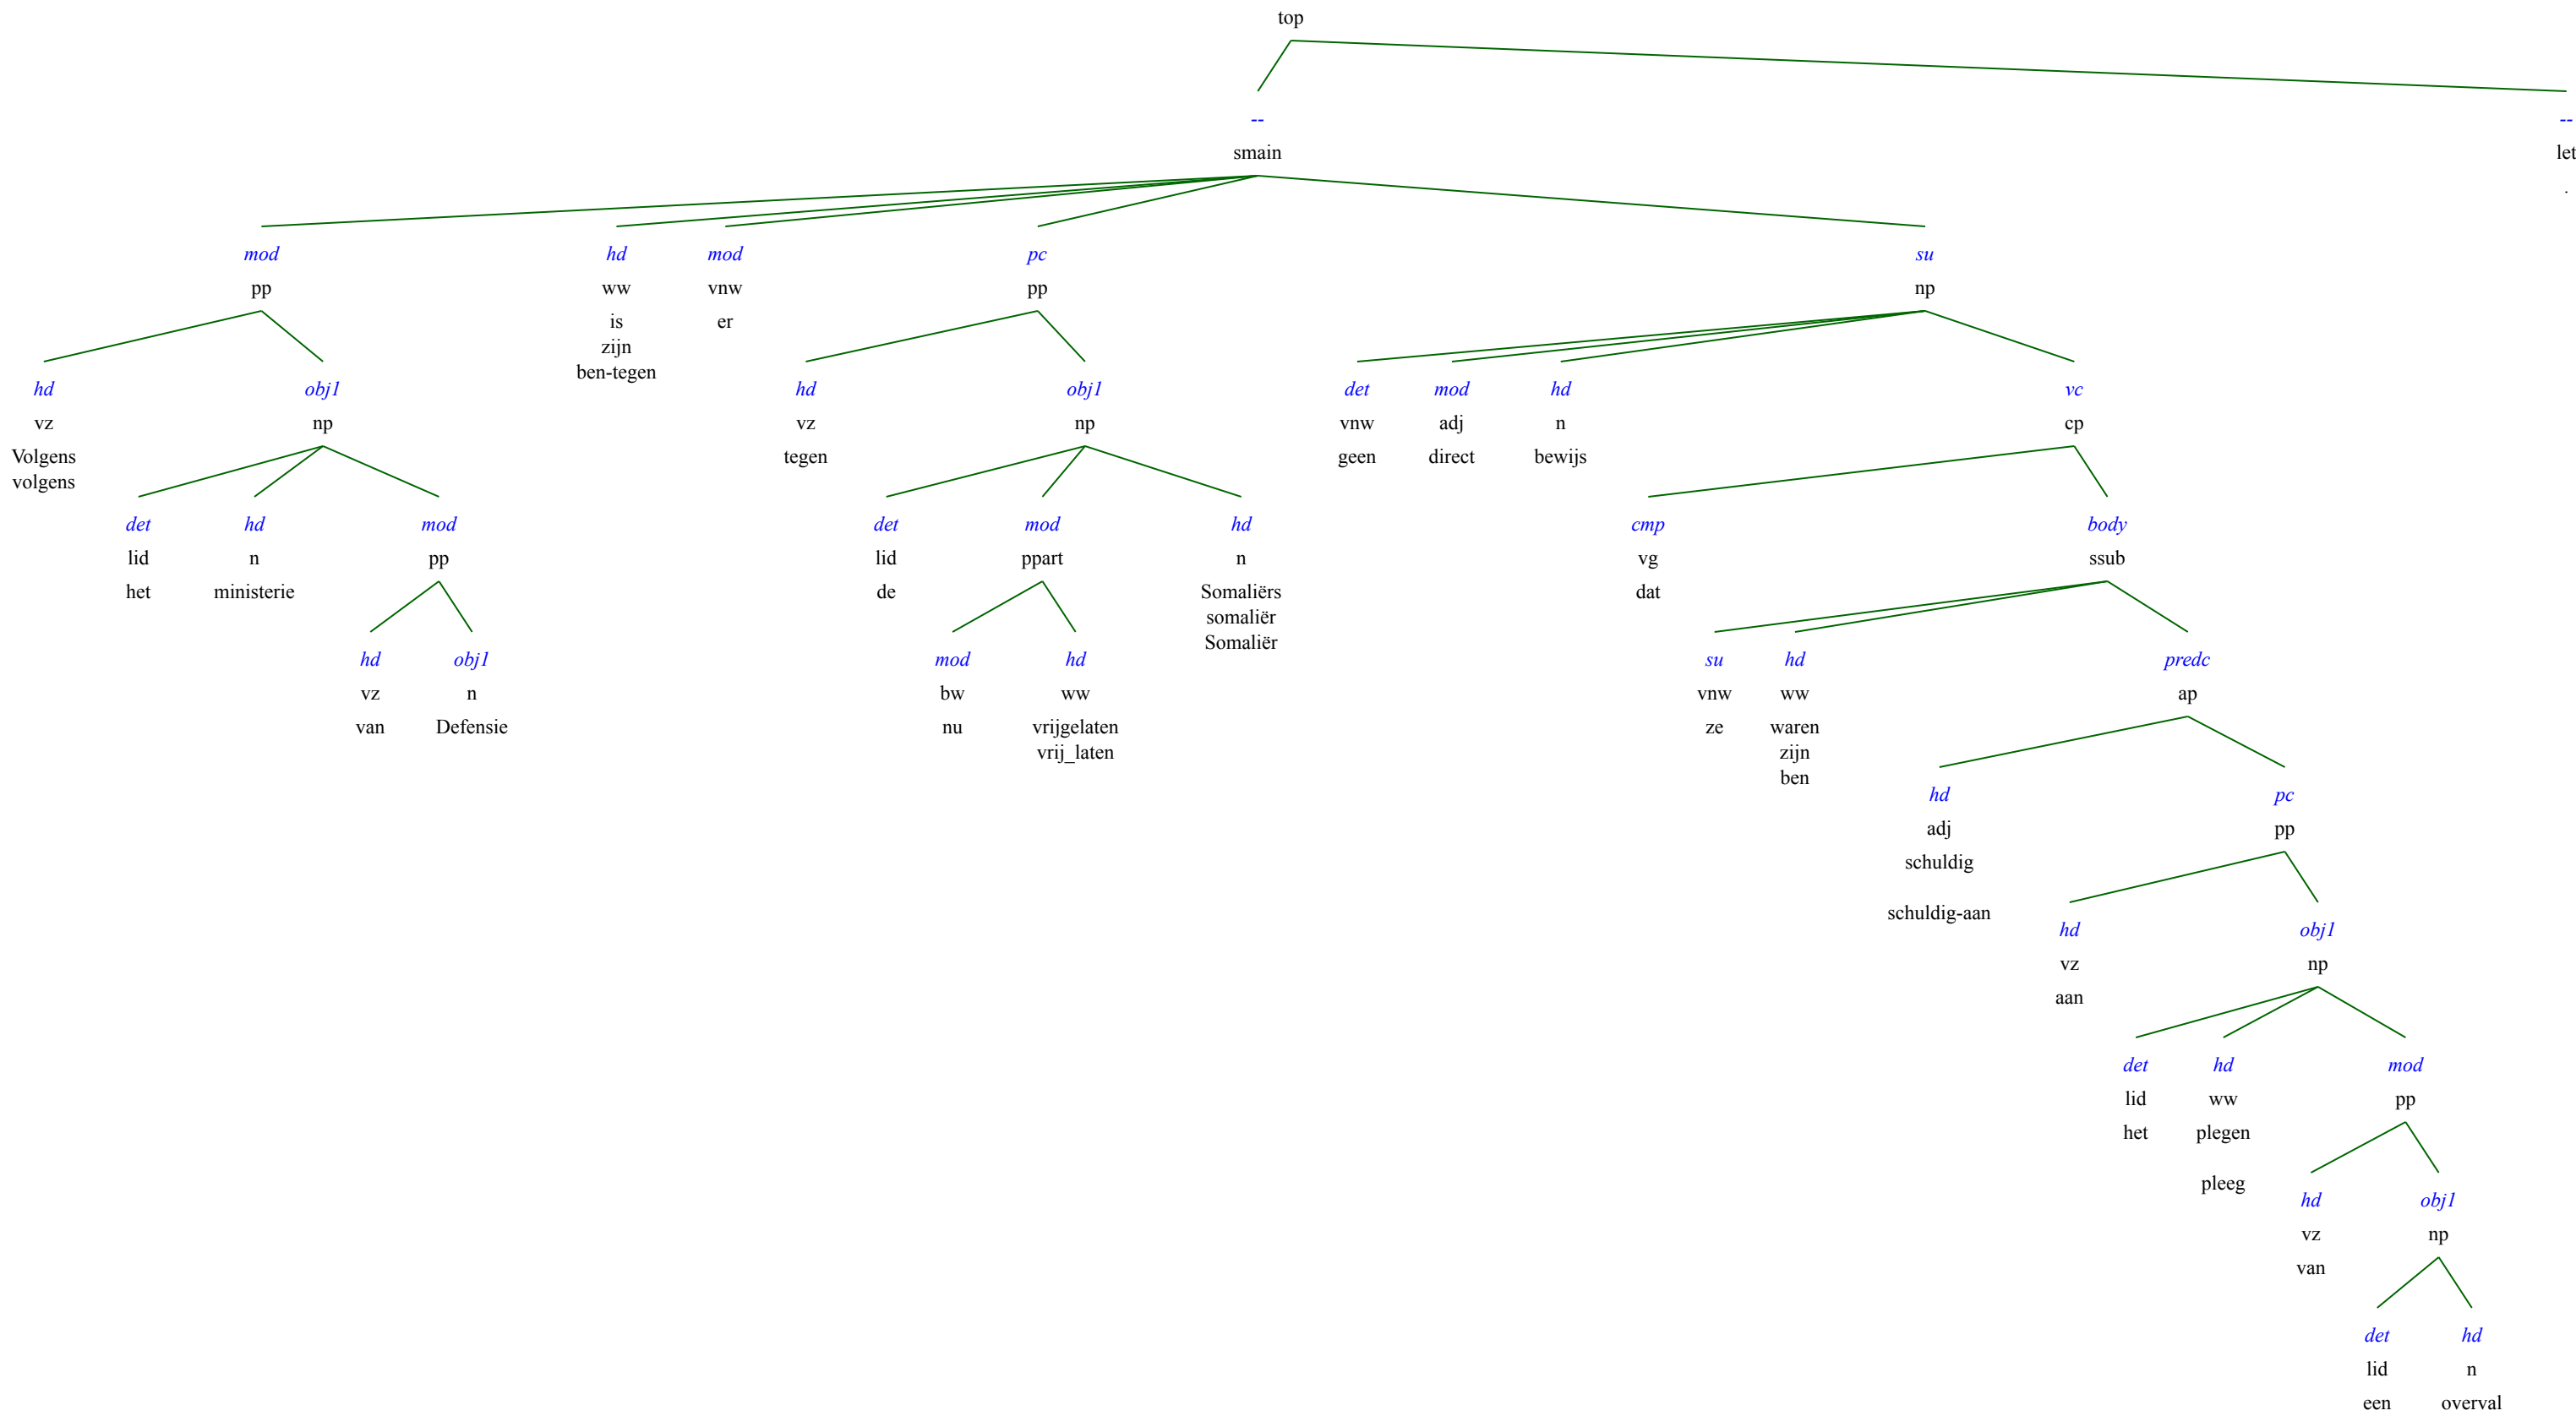 top
-- --
smain let
.
mod hd mod pc su
pp ww vnw pp np
is er
zijn
ben-tegen
hd obj1 hd obj1 det mod hd vc
vz np vz np vnw adj n cp
Volgens tegen geen direct bewijs
volgens
det hd mod det mod hd cmp body
lid n pp lid ppart n vg ssub
het ministerie de Somaliërs dat
somaliër
Somaliër
hd obj1 mod hd su hd predc
vz n bw ww vnw ww ap
van Defensie nu vrijgelaten ze waren
vrij_laten zijn
ben
hd pc
adj pp
schuldig
schuldig-aan
hd obj1
vz np
aan
det hd mod
lid ww pp
het plegen
pleeg
hd obj1
vz np
van
det hd
lid n
een overval